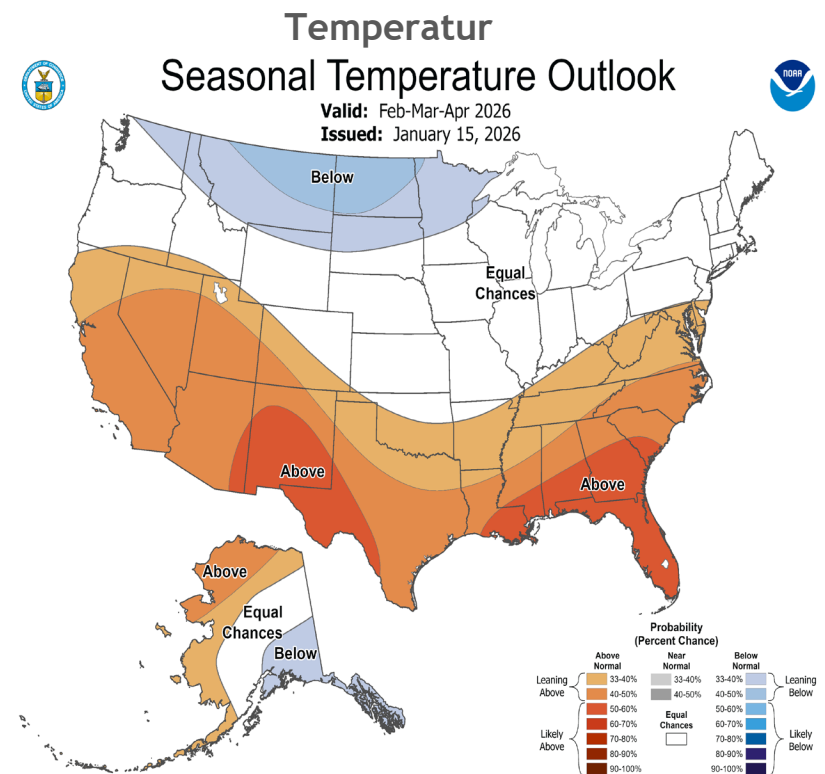 Temperatur
Seasonal Temperature Outlook
Valid: Feb-Mar-Apr 2026
Issued: January 15, 2026
NOAA
Below
Equal
Chances
Above
Above
Above
Equal
Chances
Below
Probability
(Percent Chance)
Above Normal
Near Normal
Below Normal
Leaning Above
33-40%
33-40%
33-40%
Leaning Below
40-50%
40-50%
40-50%
Likely Above
50-60%
Equal Chances
50-60%
Likely Below
60-70%
60-70%
70-80%
70-80%
80-90%
80-90%
90-100%
90-100%